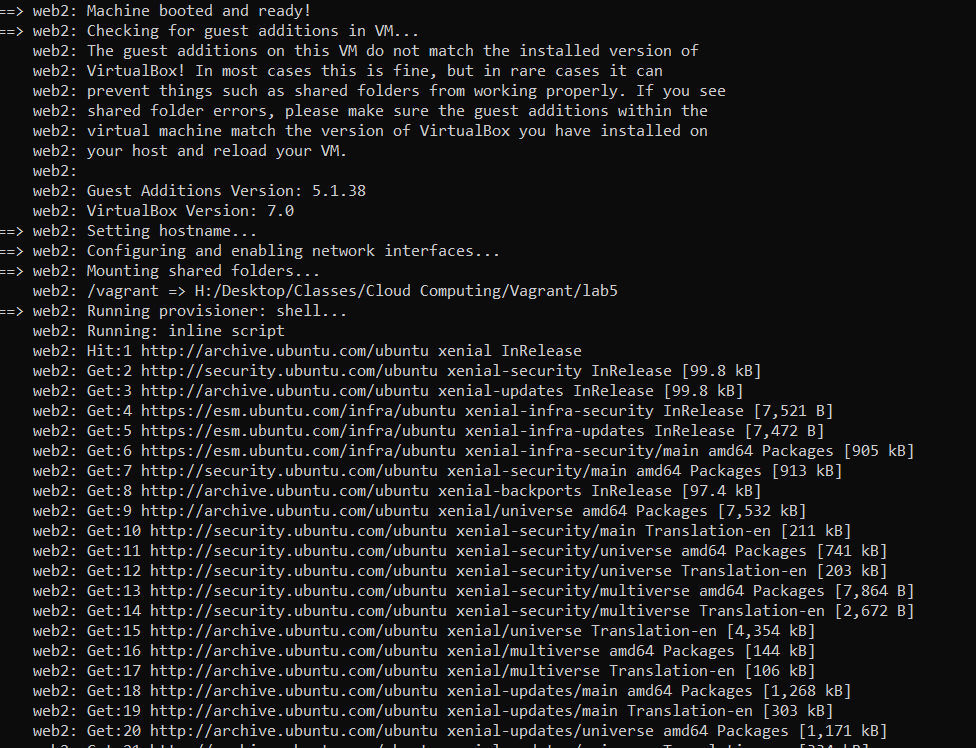 ==> web2: Machine booted and ready!
==> web2: Checking for guest additions in VM...
    web2: The guest additions on this VM do not match the installed version of
    web2: VirtualBox! In most cases this is fine, but in rare cases it can
    web2: prevent things such as shared folders from working properly. If you see
    web2: shared folder errors, please make sure the guest additions within the
    web2: virtual machine match the version of VirtualBox you have installed on
    web2: your host and reload your VM.
    web2:
    web2: Guest Additions Version: 5.1.38
    web2: VirtualBox Version: 7.0
==> web2: Setting hostname...
==> web2: Configuring and enabling network interfaces...
==> web2: Mounting shared folders...
    web2: /vagrant => H:/Desktop/Classes/Cloud Computing/Vagrant/lab5
==> web2: Running provisioner: shell...
    web2: Running: inline script
    web2: Hit:1 http://archive.ubuntu.com/ubuntu xenial InRelease
    web2: Get:2 http://security.ubuntu.com/ubuntu xenial-security InRelease [99.8 kB]
    web2: Get:3 http://archive.ubuntu.com/ubuntu xenial-updates InRelease [99.8 kB]
    web2: Get:4 https://esm.ubuntu.com/infra/ubuntu xenial-infra-security InRelease [7,521 B]
    web2: Get:5 https://esm.ubuntu.com/infra/ubuntu xenial-infra-updates InRelease [7,472 B]
    web2: Get:6 https://esm.ubuntu.com/infra/ubuntu xenial-infra-security/main amd64 Packages [905 kB]
    web2: Get:7 http://security.ubuntu.com/ubuntu xenial-security/main amd64 Packages [913 kB]
    web2: Get:8 http://archive.ubuntu.com/ubuntu xenial-backports InRelease [97.4 kB]
    web2: Get:9 http://archive.ubuntu.com/ubuntu xenial/universe amd64 Packages [7,532 kB]
    web2: Get:10 http://security.ubuntu.com/ubuntu xenial-security/main Translation-en [211 kB]
    web2: Get:11 http://security.ubuntu.com/ubuntu xenial-security/universe amd64 Packages [741 kB]
    web2: Get:12 http://security.ubuntu.com/ubuntu xenial-security/universe Translation-en [203 kB]
    web2: Get:13 http://security.ubuntu.com/ubuntu xenial-security/multiverse amd64 Packages [7,864 B]
    web2: Get:14 http://security.ubuntu.com/ubuntu xenial-security/multiverse Translation-en [2,672 B]
    web2: Get:15 http://archive.ubuntu.com/ubuntu xenial/universe Translation-en [4,354 kB]
    web2: Get:16 http://archive.ubuntu.com/ubuntu xenial/multiverse amd64 Packages [144 kB]
    web2: Get:17 http://archive.ubuntu.com/ubuntu xenial/multiverse Translation-en [106 kB]
    web2: Get:18 http://archive.ubuntu.com/ubuntu xenial-updates/main amd64 Packages [1,268 kB]
    web2: Get:19 http://archive.ubuntu.com/ubuntu xenial-updates/main Translation-en [303 kB]
    web2: Get:20 http://archive.ubuntu.com/ubuntu xenial-updates/universe amd64 Packages [1,171 kB]